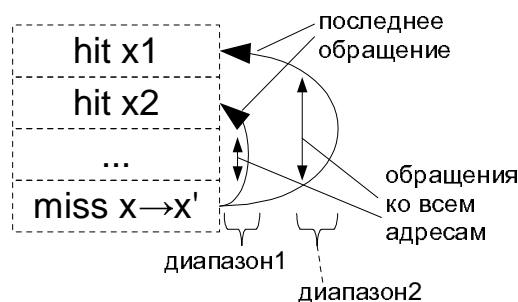 hit x1
hit x2
...
miss x→x'
последнее
обращение
обращения
ко всем
адресам
диапазон1
диапазон2